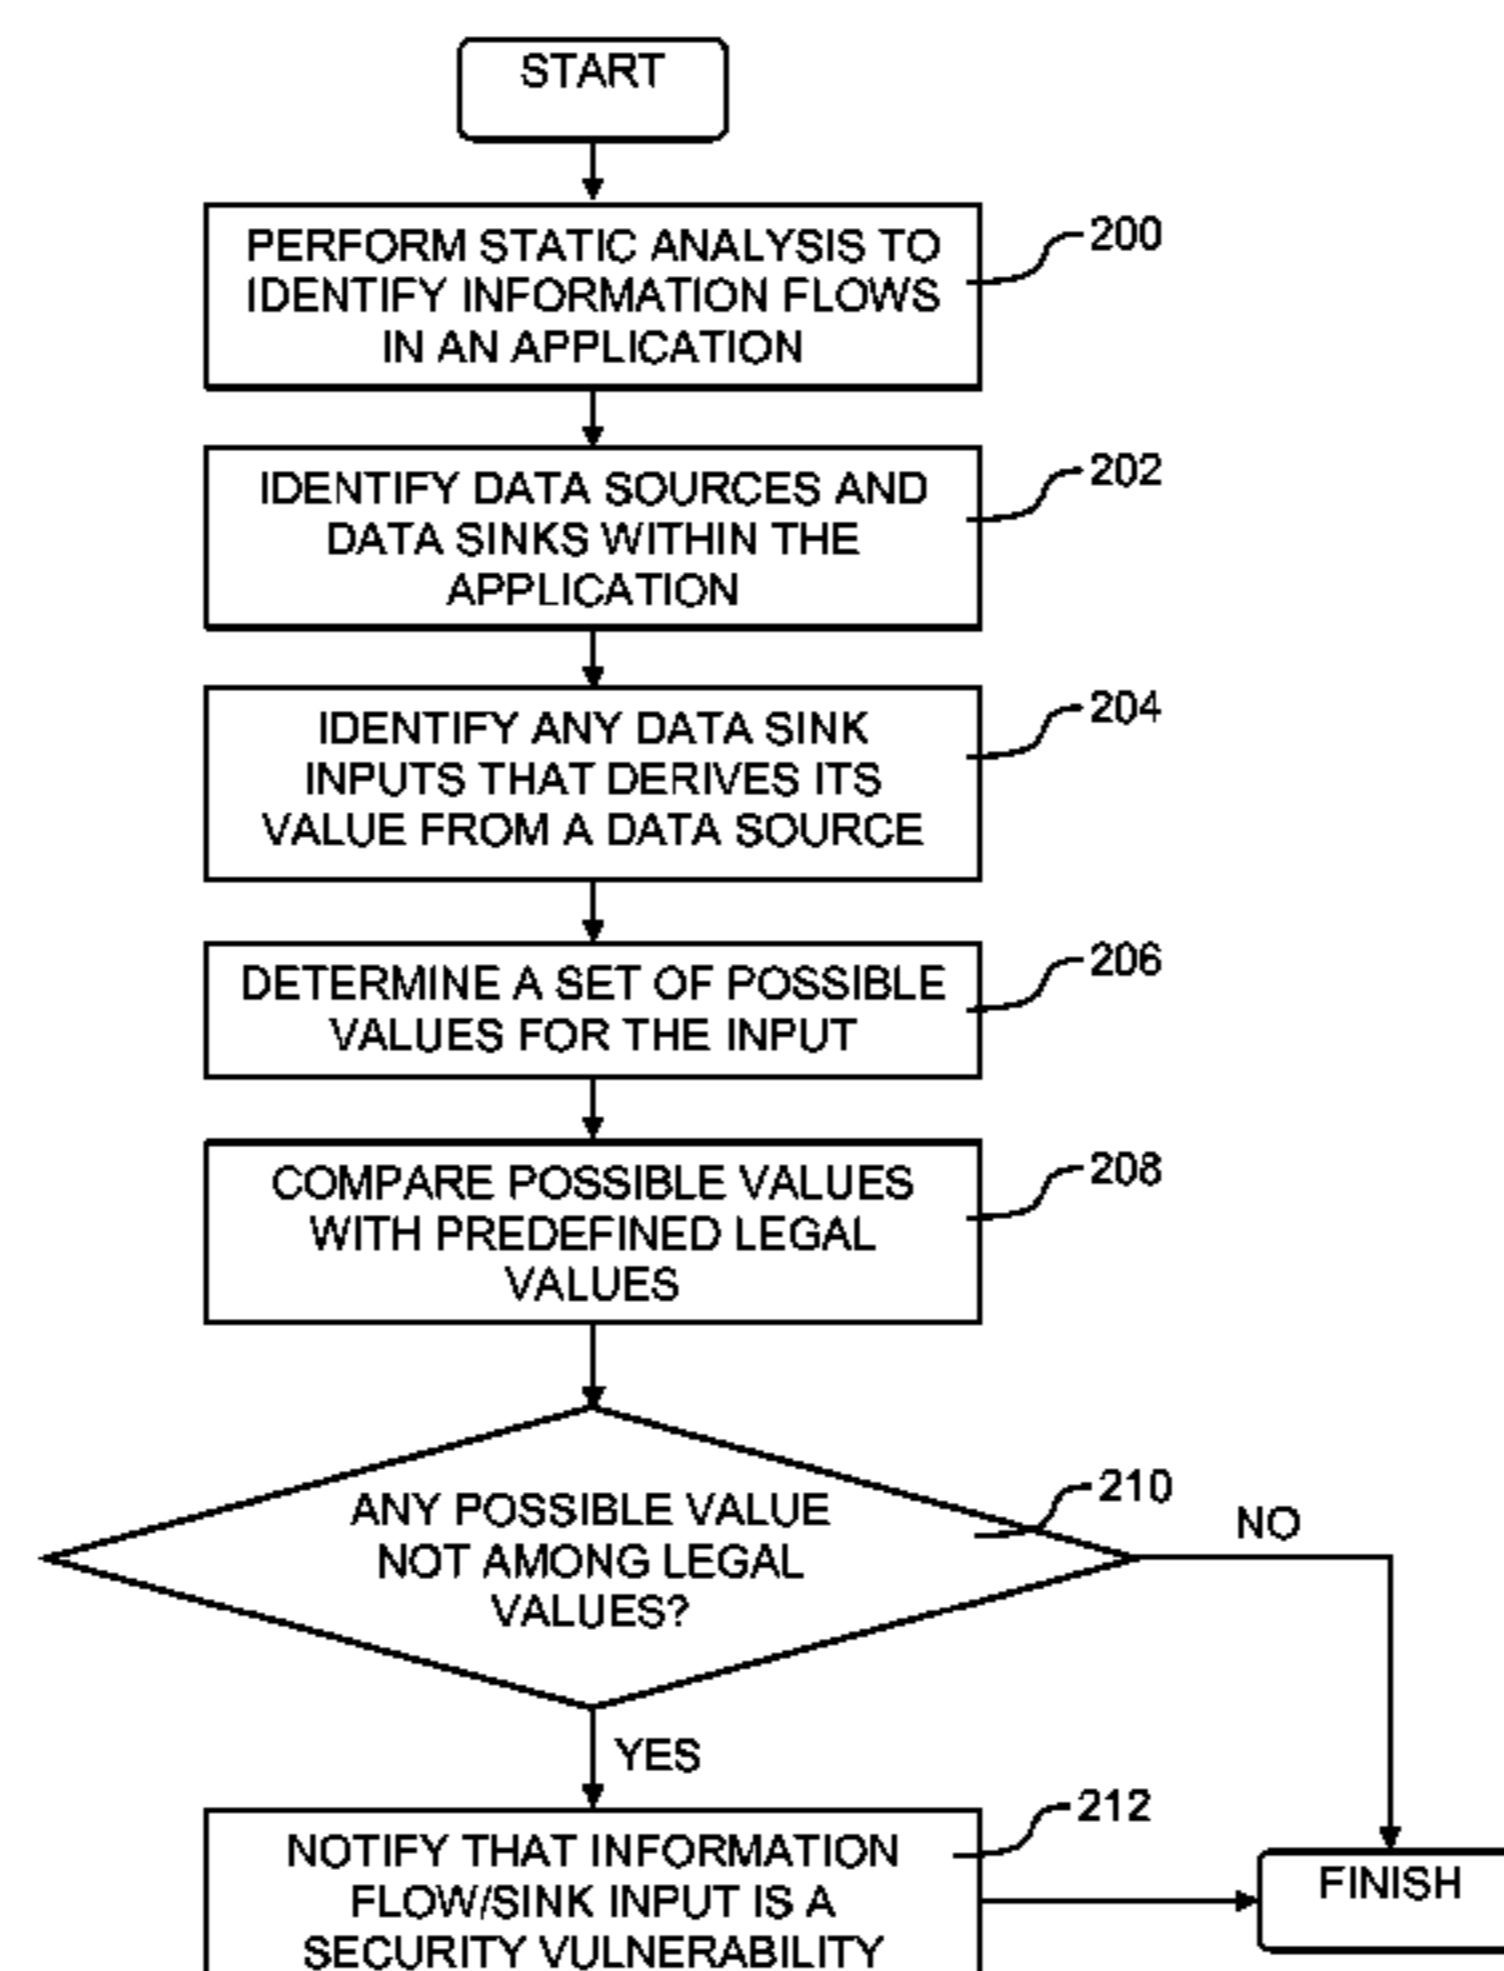 START
PERFORM STATIC ANALYSIS TO
IDENTIFY INFORMATION FLOWS
IN AN APPLICATION
200
IDENTIFY DATA SOURCES AND
DATA SINKS WITHIN THE
APPLICATION
202
IDENTIFY ANY DATA SINK
INPUTS THAT DERIVES ITS
VALUE FROM A DATA SOURCE
204
DETERMINE A SET OF POSSIBLE
VALUES FOR THE INPUT
206
COMPARE POSSIBLE VALUES
WITH PREDEFINED LEGAL
VALUES
208
ANY POSSIBLE VALUE
NOT AMONG LEGAL
VALUES?
210
NO
YES
NOTIFY THAT INFORMATION
FLOW/SINK INPUT IS A
SECURITY VULNERABILITY
212
FINISH